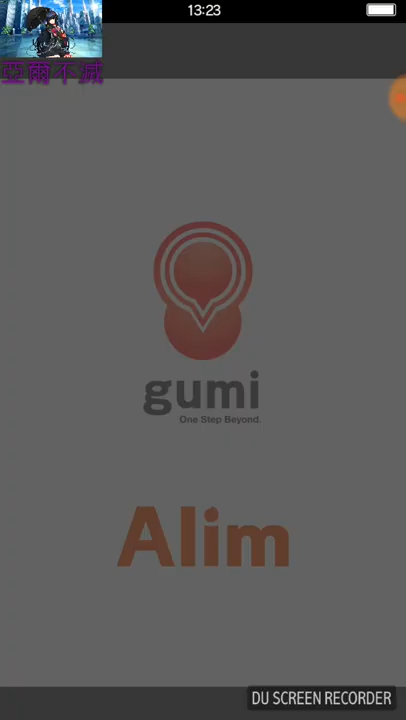 13:23
亞爾不滅
gumi
One Step Beyond.
Alim
DU SCREEN RECORDER